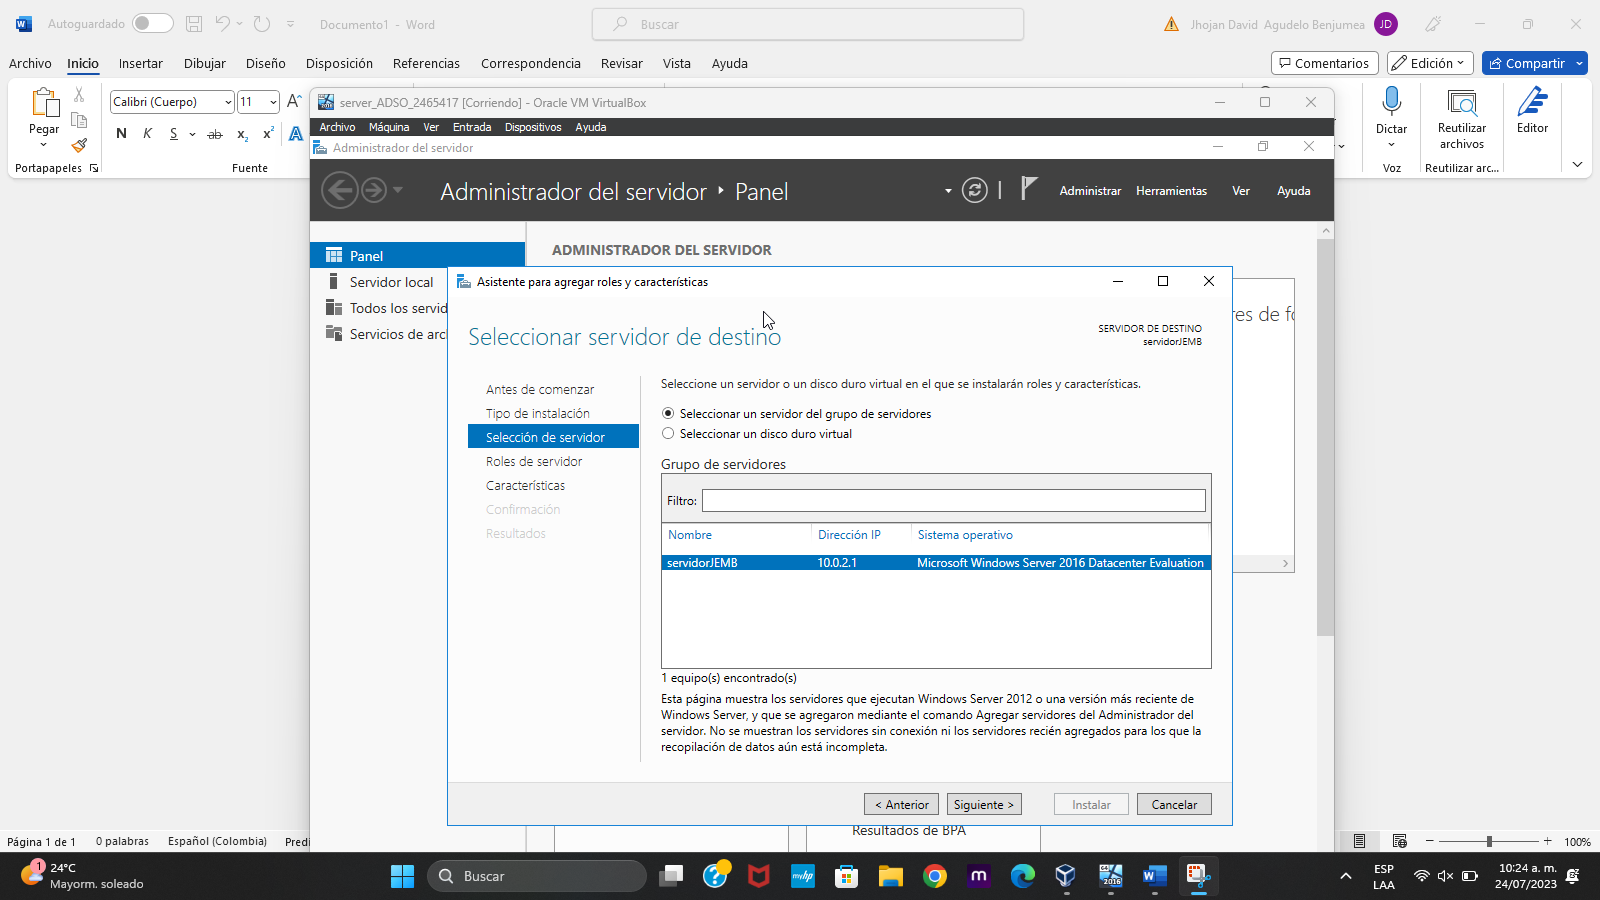 Autoguardado
Documento1 - Word
Buscar
Jhojan David Agudelo Benjumea
JD
Archivo
Inicio
Insertar
Dibujar
Diseño
Disposición
Referencias
Correspondencia
Revisar
Vista
Ayuda
Comentarios
Edición
Compartir
Pegar
Portapapeles
Calibri (Cuerpo)
11
N K S ab x₂ x² A
Fuente
Dictar
Voz
Reutilizar
archivos
Reutilizar arc...
Editor
server_ADSO_2465417 [Corriendo] - Oracle VM VirtualBox
Archivo Máquina Ver Entrada Dispositivos Ayuda
Administrador del servidor
Administrador del servidor
Panel
Administrar Herramientas Ver Ayuda
Panel
Servidor local
Todos los servid
Servicios de arc
ADMINISTRADOR DEL SERVIDOR
res de fo
Asistente para agregar roles y características
Seleccionar servidor de destino
SERVIDOR DE DESTINO
servidorJEMB
Antes de comenzar
Tipo de instalación
Selección de servidor
Roles de servidor
Características
Confirmación
Resultados
Seleccione un servidor o un disco duro virtual en el que se instalarán roles y características.
Seleccionar un servidor del grupo de servidores
Seleccionar un disco duro virtual
Grupo de servidores
Filtro:
Nombre Dirección IP Sistema operativo
servidorJEMB 10.0.2.1 Microsoft Windows Server 2016 Datacenter Evaluation
1 equipo(s) encontrado(s)
Esta página muestra los servidores que ejecutan Windows Server 2012 o una versión más reciente de
Windows Server, y que se agregaron mediante el comando Agregar servidores del Administrador del
servidor. No se muestran los servidores sin conexión ni los servidores recién agregados para los que la
recopilación de datos aún está incompleta.
< Anterior
Siguiente >
Instalar
Cancelar
Resultados de BPA
Página 1 de 1
0 palabras
Español (Colombia)
Predi
100%
1
24°C
Mayorm. soleado
Buscar
myhp
2016
ESP
LAA
10:24 a. m.
24/07/2023